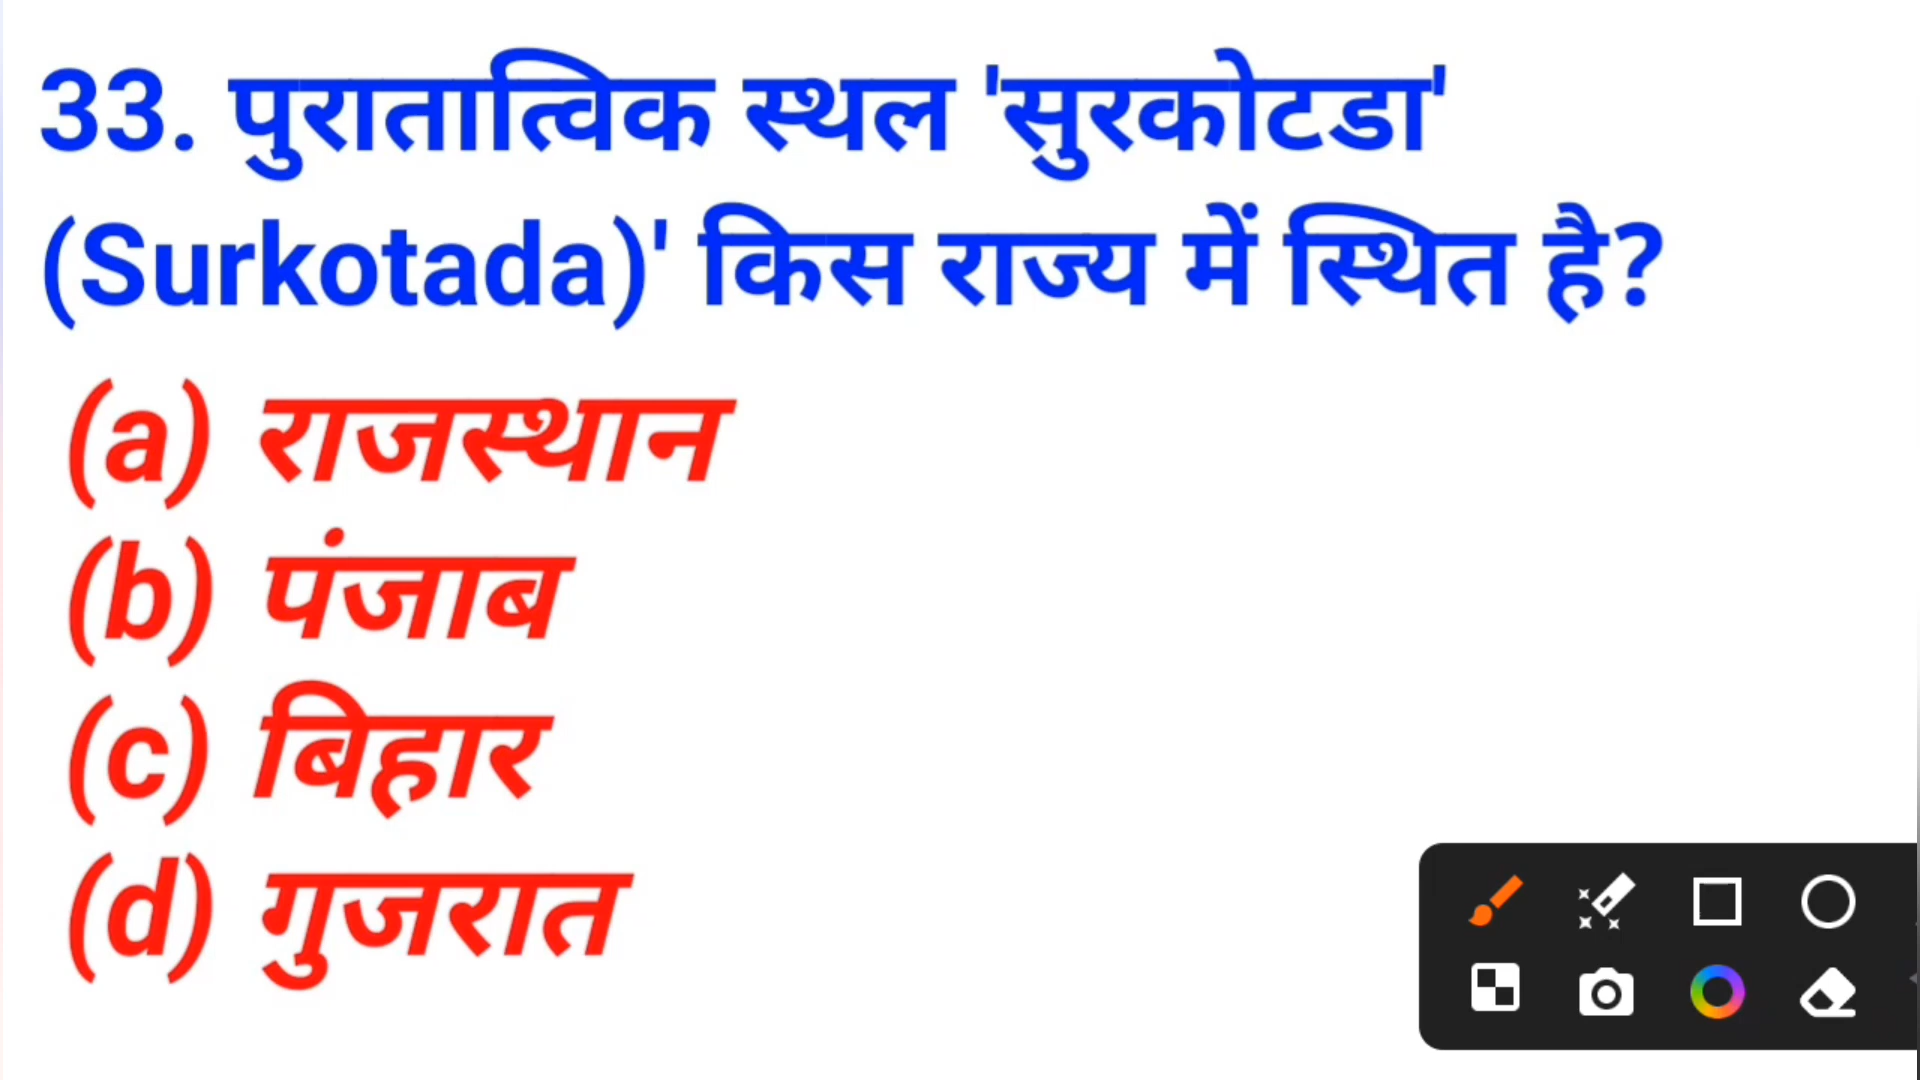 33. पुरातात्विक स्थल 'सुरकोटडा'
(Surkotada)' किस राज्य में स्थित है?
(a) राजस्थान
(b) पंजाब
(c) बिहार
(d) गुजरात